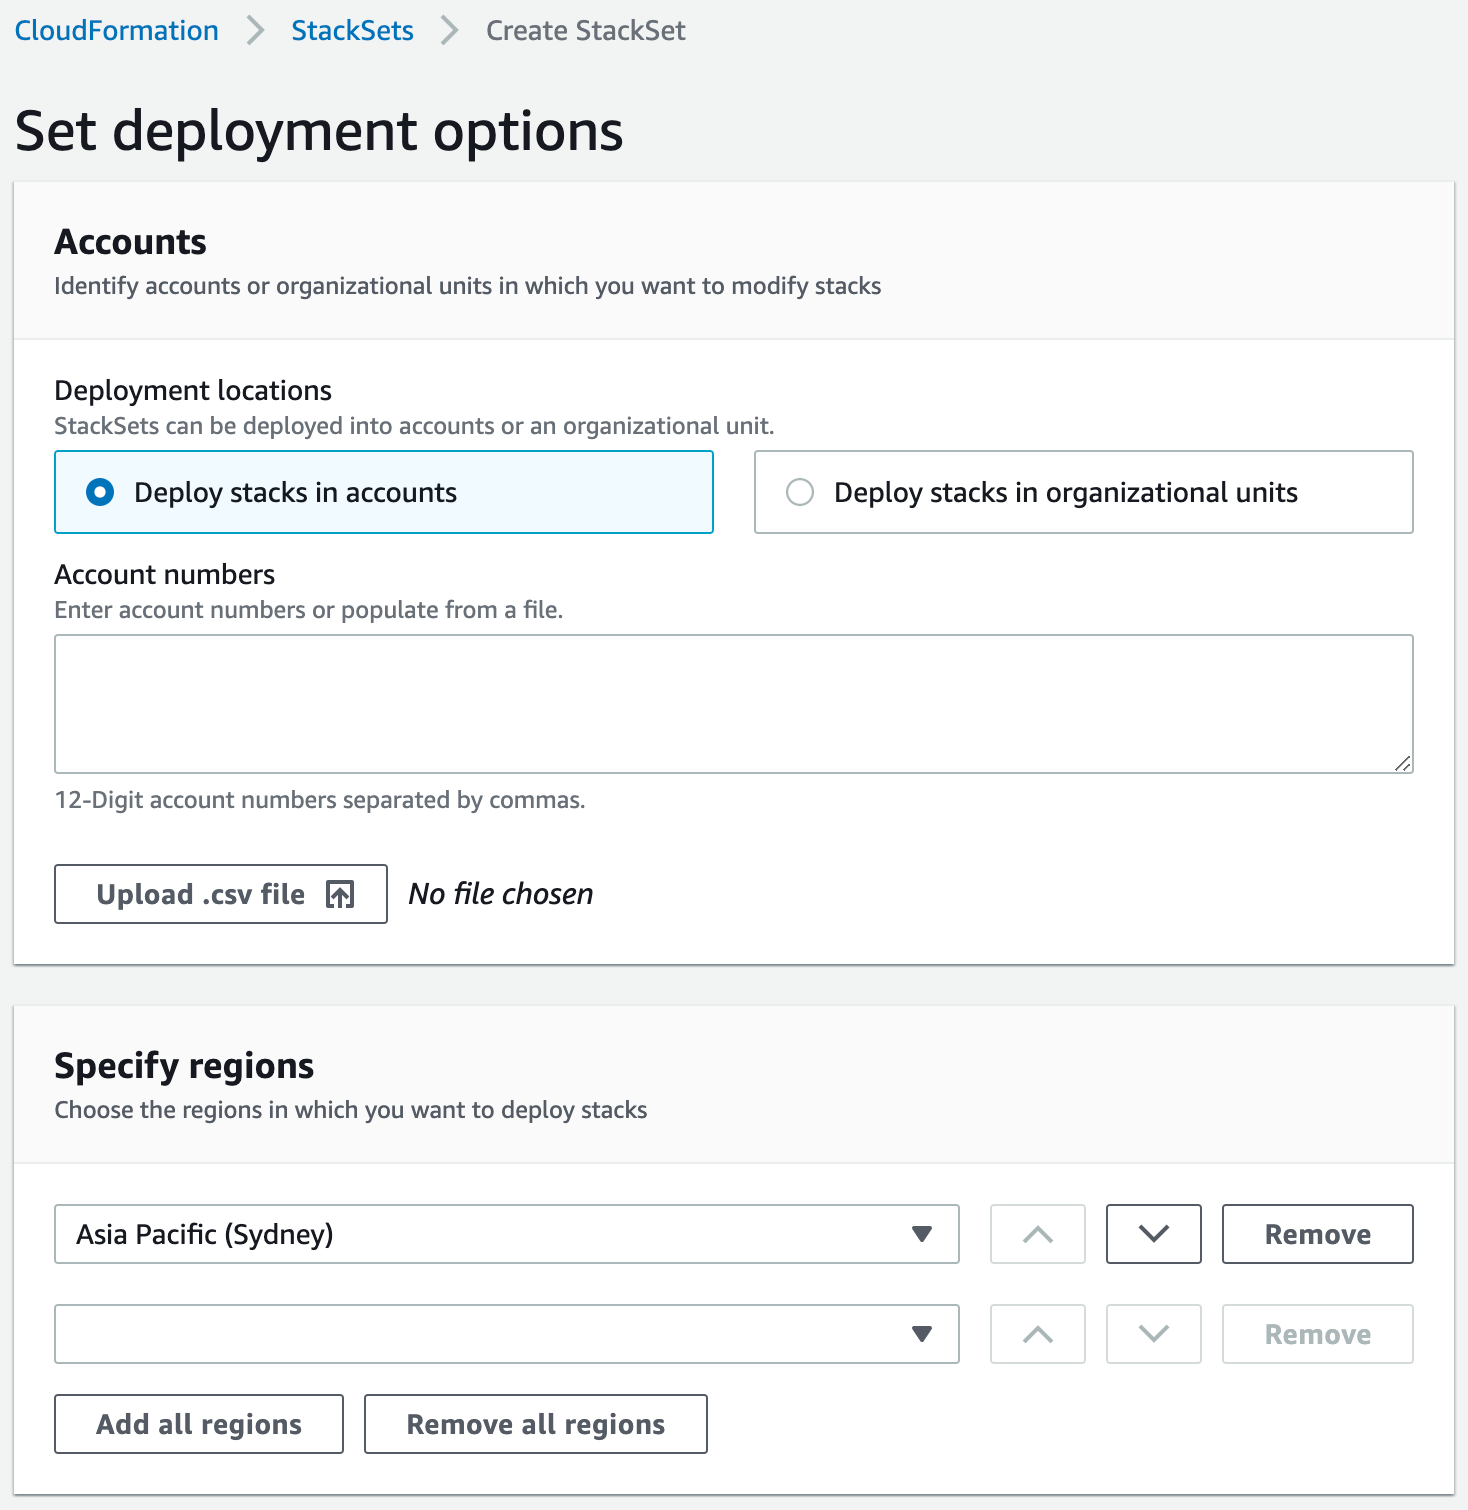 CloudFormation > StackSets > Create StackSet
Set deployment options
Accounts
Identify accounts or organizational units in which you want to modify stacks
Deployment locations
StackSets can be deployed into accounts or an organizational unit.
Deploy stacks in accounts
Deploy stacks in organizational units
Account numbers
Enter account numbers or populate from a file.
12-Digit account numbers separated by commas.
Upload .csv file No file chosen
Specify regions
Choose the regions in which you want to deploy stacks
Asia Pacific (Sydney) Remove
Remove
Add all regions Remove all regions